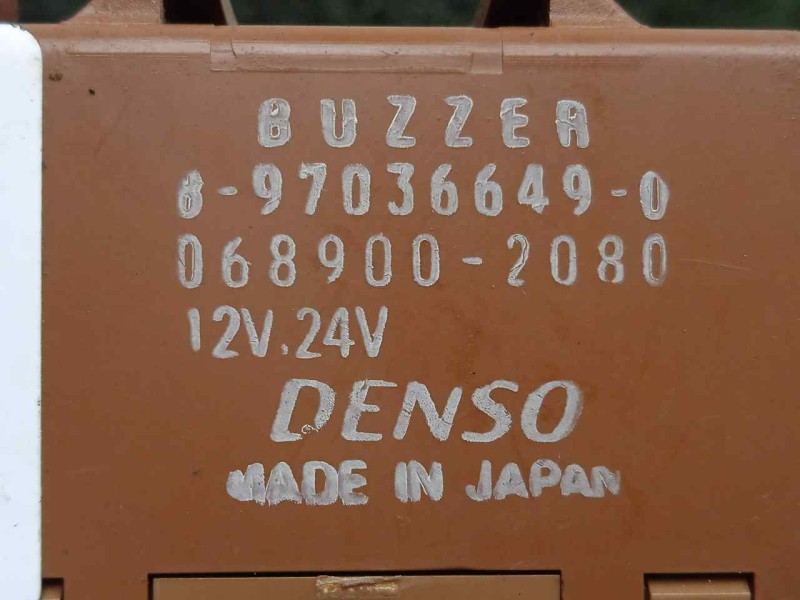 BUZZER
8-97036649-0
068900-2080
12V.24V
DENSO
MADE IN JAPAN